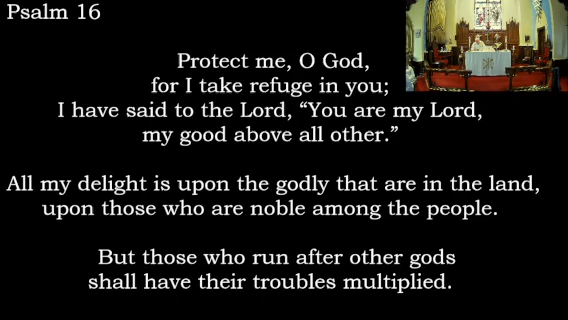 Psalm 16
Protect me, O God,
for I take refuge in you;
I have said to the Lord, “You are my Lord,
my good above all other.”
All my delight is upon the godly that are in the land,
upon those who are noble among the people.
But those who run after other gods
shall have their troubles multiplied.